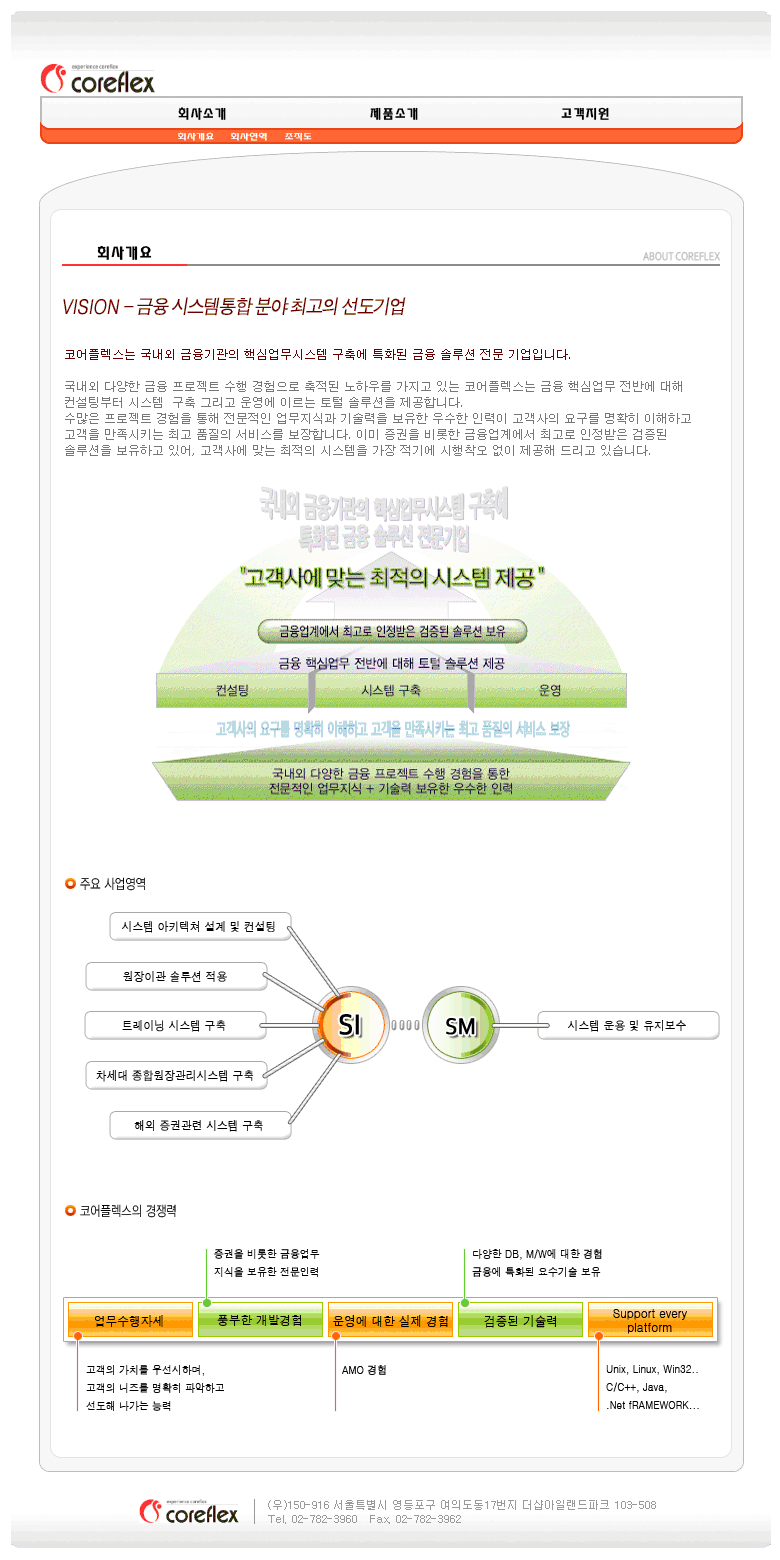 experience coreflex
coreflex
회사소개 제품소개 고객지원
회사개요 회사연역 조직도
회사개요
ABOUT COREFLEX
VISION - 금융 시스템통합 분야 최고의 선도기업
코어플렉스는 국내외 금융기관의 핵심업무시스템 구축에 특화된 금융 솔루션 전문 기업입니다.
국내외 다양한 금융 프로젝트 수행 경험으로 축적된 노하우를 가지고 있는 코어플렉스는 금융 핵심업무 전반에 대해
컨설팅부터 시스템 구축 그리고 운영에 이르는 토털 솔루션을 제공합니다.
수많은 프로젝트 경험을 통해 전문적인 업무지식과 기술력을 보유한 우수한 인력이 고객사의 요구를 명확히 이해하고
고객을 만족시키는 최고 품질의 서비스를 보장합니다. 이미 증권을 비롯한 금융업계에서 최고로 인정받은 검증된
솔루션을 보유하고 있어, 고객사에 맞는 최적의 시스템을 가장 적기에 시행착오 없이 제공해 드리고 있습니다.
국내외 금융기관의 핵심업무시스템 구축에
특화된 금융 솔루션 전문기업
"고객사에 맞는 최적의 시스템 제공"
금융업계에서 최고로 인정받은 검증된 솔루션 보유
금융 핵심업무 전반에 대해 토털 솔루션 제공
컨설팅 시스템 구축 운영
고객사의 요구를 명확히 이해하고 고객을 만족시키는 최고 품질의 서비스 보장
국내외 다양한 금융 프로젝트 수행 경험을 통한
전문적인 업무지식 + 기술력 보유한 우수한 인력
주요 사업영역
시스템 아키텍쳐 설계 및 컨설팅
원장이관 솔루션 적용
트레이닝 시스템 구축
차세대 종합원장관리시스템 구축
해외 증권관련 시스템 구축
SI
SM
시스템 운용 및 유지보수
코어플렉스의 경쟁력
증권을 비롯한 금융업무
지식을 보유한 전문인력
다양한 DB, M/W에 대한 경험
금융에 특화된 요수기술 보유
업무수행자세 풍부한 개발경험 운영에 대한 실제 경험 검증된 기술력 Support every
platform
고객의 가치를 우선시하며,
고객의 니즈를 명확히 파악하고
선도해 나가는 능력
AMO 경험
Unix, Linux, Win32..
C/C++, Java,
.Net fRAMEWORK...
experience coreflex
coreflex
(우)150-916 서울특별시 영등포구 여의도동17번지 더샵아일랜드파크 103-508
Tel. 02-782-3960 Fax. 02-782-3962